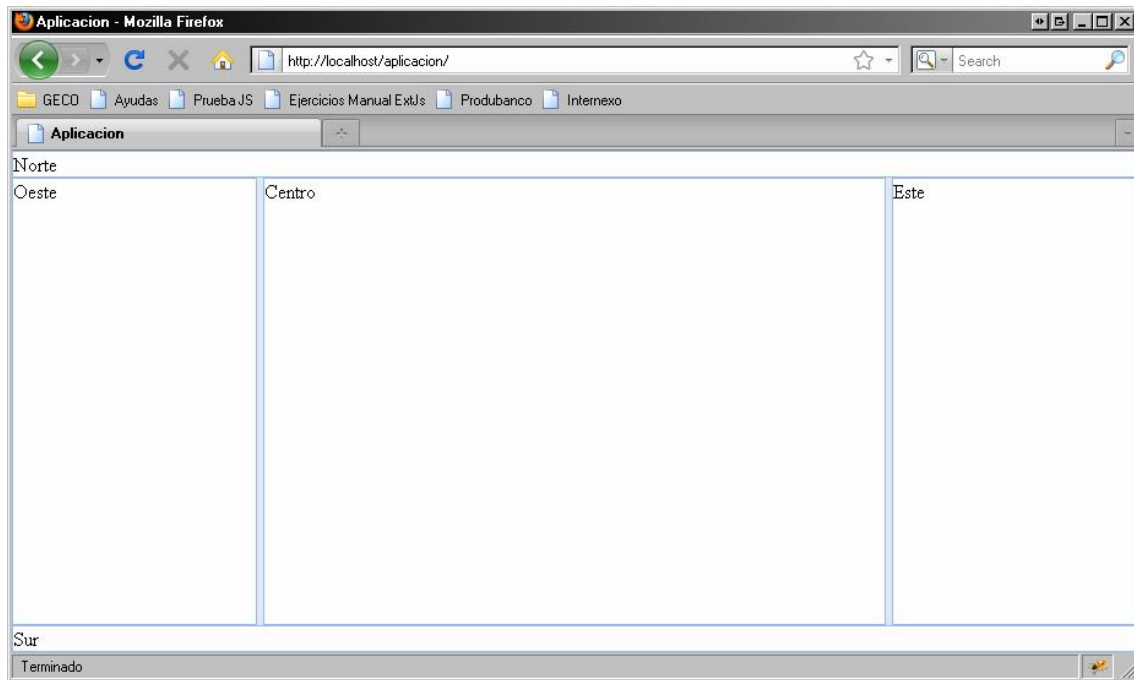 Aplicacion - Mozilla Firefox
http://localhost/aplicacion/
Search
GECO Ayudas Prueba JS Ejercicios Manual ExtJs Produbanco Internexo
Aplicacion
Norte
Oeste Centro Este
Sur
Terminado